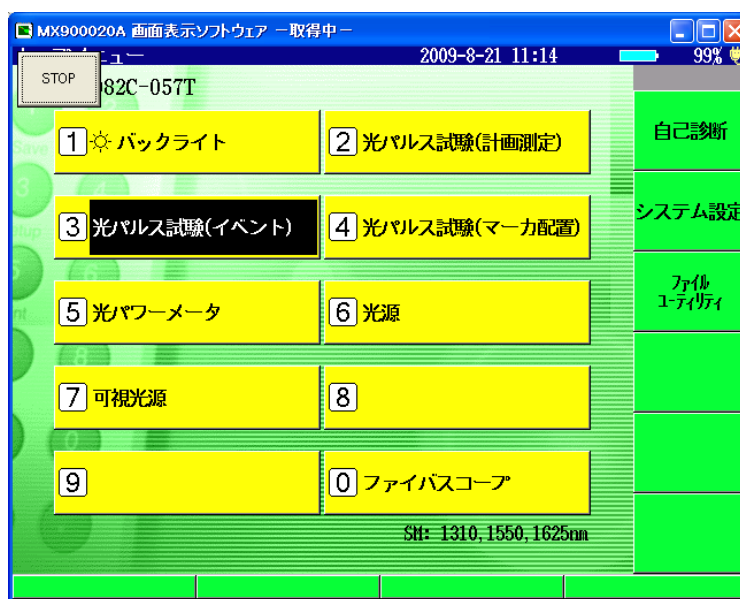 MX900020A 画面表示ソフトウェア －取得中－
ニュー
2009-8-21 11:14
99%
STOP
082C-057T
1 バックライト
2 光パルス試験(計画測定)
自己診断
3 光パルス試験(イベント)
4 光パルス試験(マーカ配置)
システム設定
5 光パワーメータ
6 光源
ファイル
ユーティリティ
7 可視光源
8
9
0 ファイバスコープ
SM: 1310,1550,1625nm